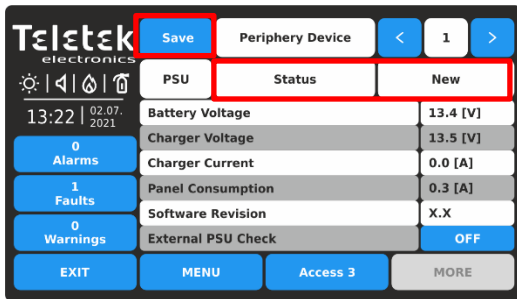 Teletek
electronics
Save
Periphery Device
<
1
>
PSU
Status
New
13:22
02.07.
2021
Battery Voltage
13.4 [V]
Charger Voltage
13.5 [V]
0
Alarms
Charger Current
0.0 [A]
1
Faults
Panel Consumption
0.3 [A]
Software Revision
X.X
0
Warnings
External PSU Check
OFF
EXIT
MENU
Access 3
MORE